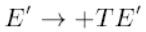 E′ → +TE′